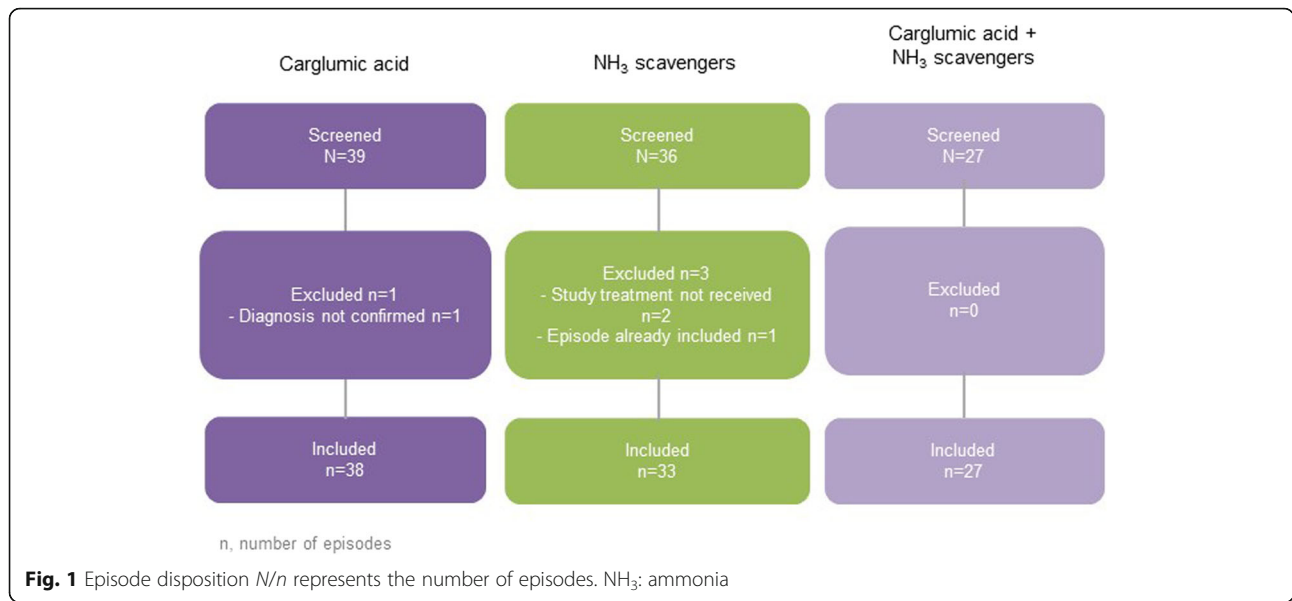 Carglumic acid
NH₃ scavengers
Carglumic acid +
NH₃ scavengers
Screened
N=39
Screened
N=36
Screened
N=27
Excluded n=1
- Diagnosis not confirmed n=1
Excluded n=3
- Study treatment not received
n=2
- Episode already included n=1
Excluded
n=0
Included
n=38
Included
n=33
Included
n=27
n, number of episodes
Fig. 1 Episode disposition N/n represents the number of episodes. NH₃: ammonia